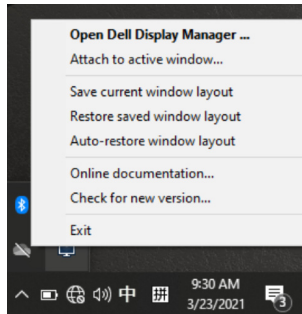 Open Dell Display Manager ...
Attach to active window...
Save current window layout
Restore saved window layout
Auto-restore window layout
Online documentation...
Check for new version...
Exit
中 拼 9:30 AM
3/23/2021 3